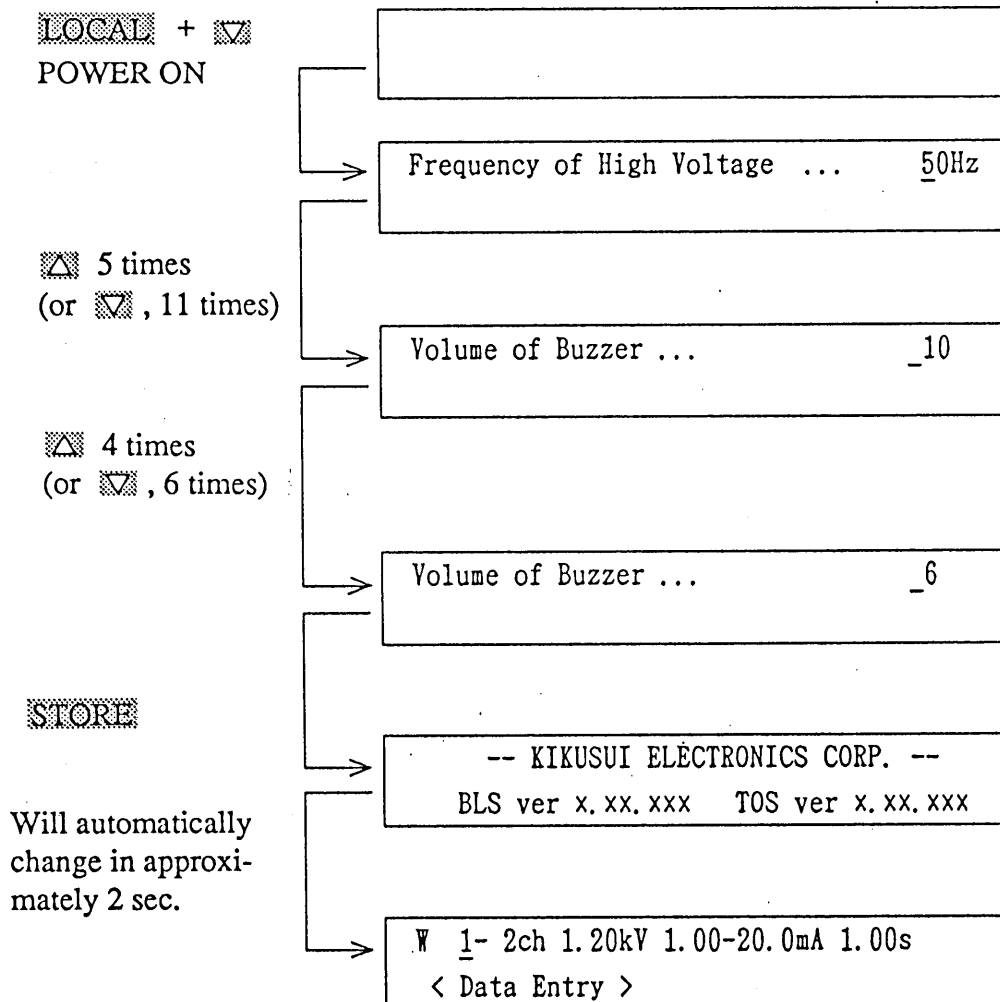 LOCAL + ▽
POWER ON
Frequency of High Voltage ... 50Hz
△ 5 times
(or ▽ , 11 times)
Volume of Buzzer ... _10
△ 4 times
(or ▽ , 6 times)
Volume of Buzzer ... _6
STORE
-- KIKUSUI ELECTRONICS CORP. --
BLS ver x.xx.xxx TOS ver x.xx.xxx
Will automatically
change in approxi-
mately 2 sec.
W 1- 2ch 1.20kV 1.00-20.0mA 1.00s
< Data Entry >